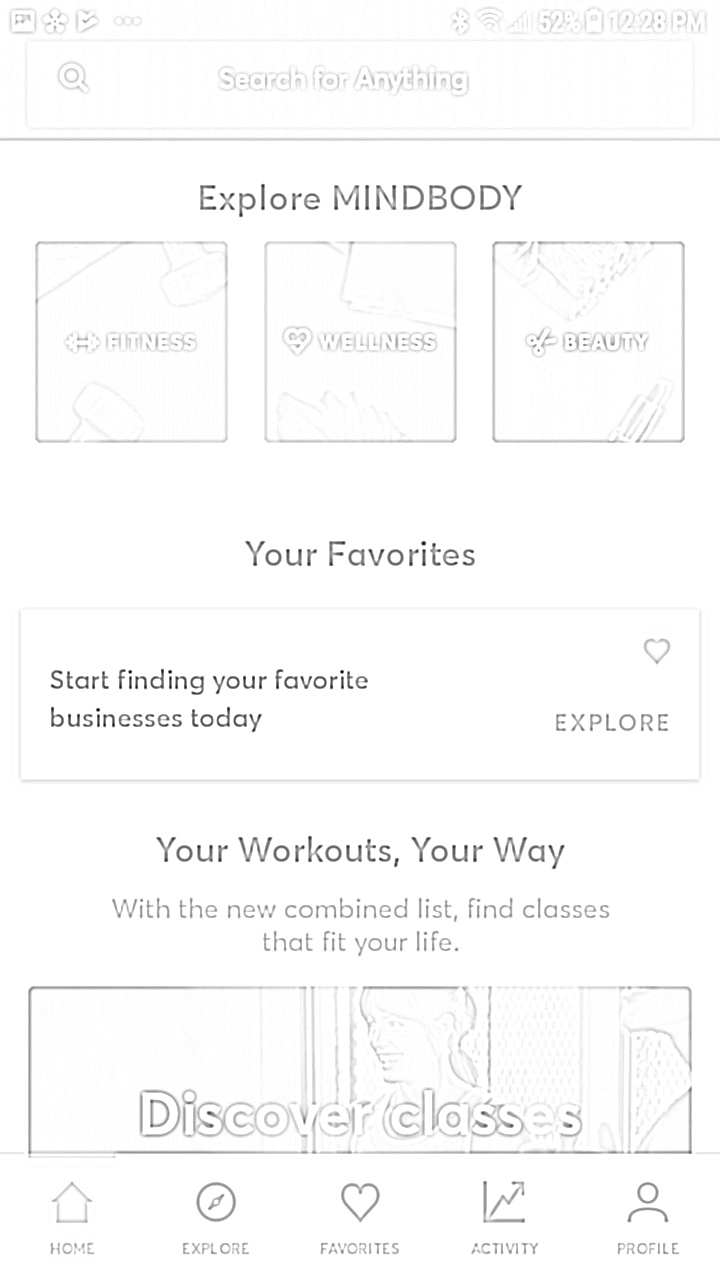 52% 12:28 PM
Search for Anything
Explore MINDBODY
FITNESS
WELLNESS
BEAUTY
Your Favorites
Start finding your favorite
businesses today
EXPLORE
Your Workouts, Your Way
With the new combined list, find classes
that fit your life.
Discover classes
HOME
EXPLORE
FAVORITES
ACTIVITY
PROFILE